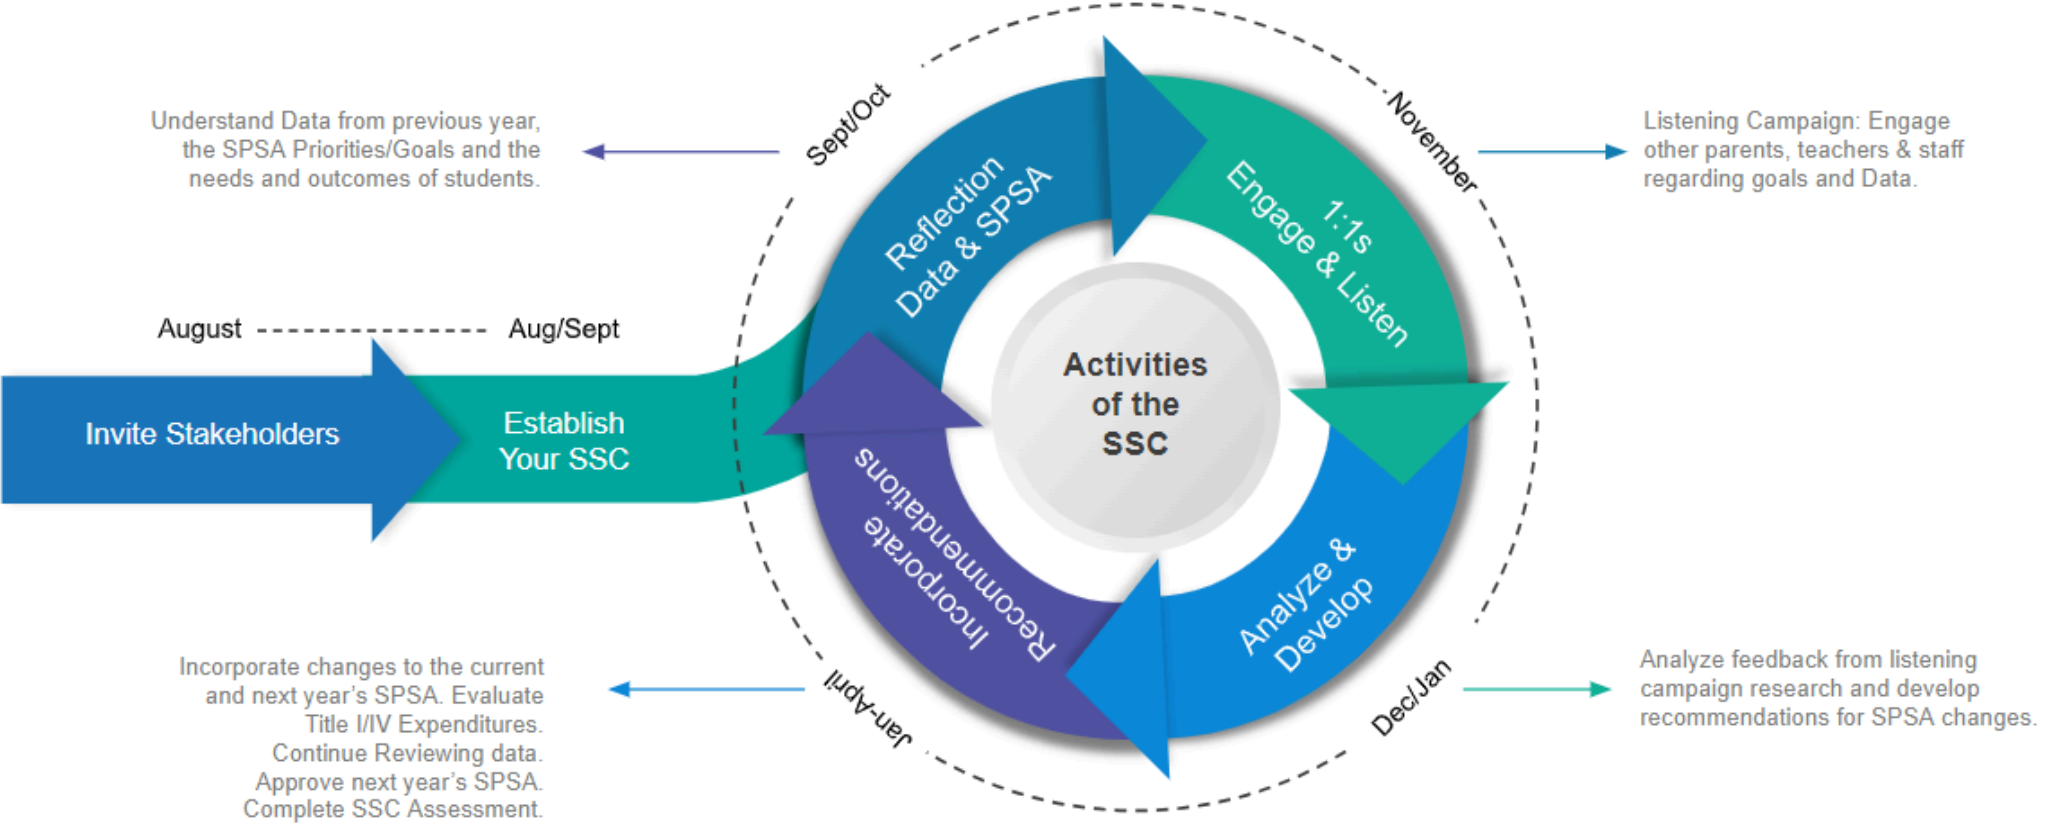 Understand Data from previous year,
the SPSA Priorities/Goals and the
needs and outcomes of students.
Sept/Oct
November
Listening Campaign: Engage
other parents, teachers & staff
regarding goals and Data.
Reflection
Data & SPSA
1:1s
Engage & Listen
August
Aug/Sept
Invite Stakeholders
Establish
Your SSC
Activities
of the
SSC
Incorporate
Recommendations
Analyze &
Develop
Jan-April
Dec/Jan
Incorporate changes to the current
and next year’s SPSA. Evaluate
Title I/IV Expenditures.
Continue Reviewing data.
Approve next year’s SPSA.
Complete SSC Assessment.
Analyze feedback from listening
campaign research and develop
recommendations for SPSA changes.